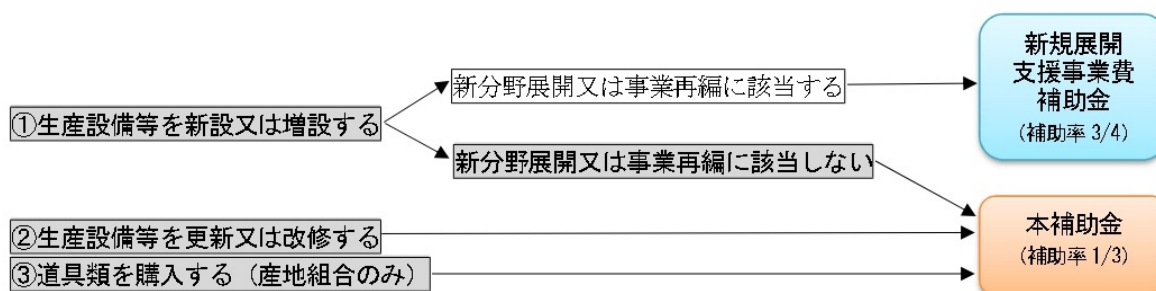 ①生産設備等を新設又は増設する
新分野展開又は事業再編に該当する
新規展開
支援事業費
補助金
(補助率 3/4)
新分野展開又は事業再編に該当しない
②生産設備等を更新又は改修する
③道具類を購入する（産地組合のみ）
本補助金
(補助率 1/3)